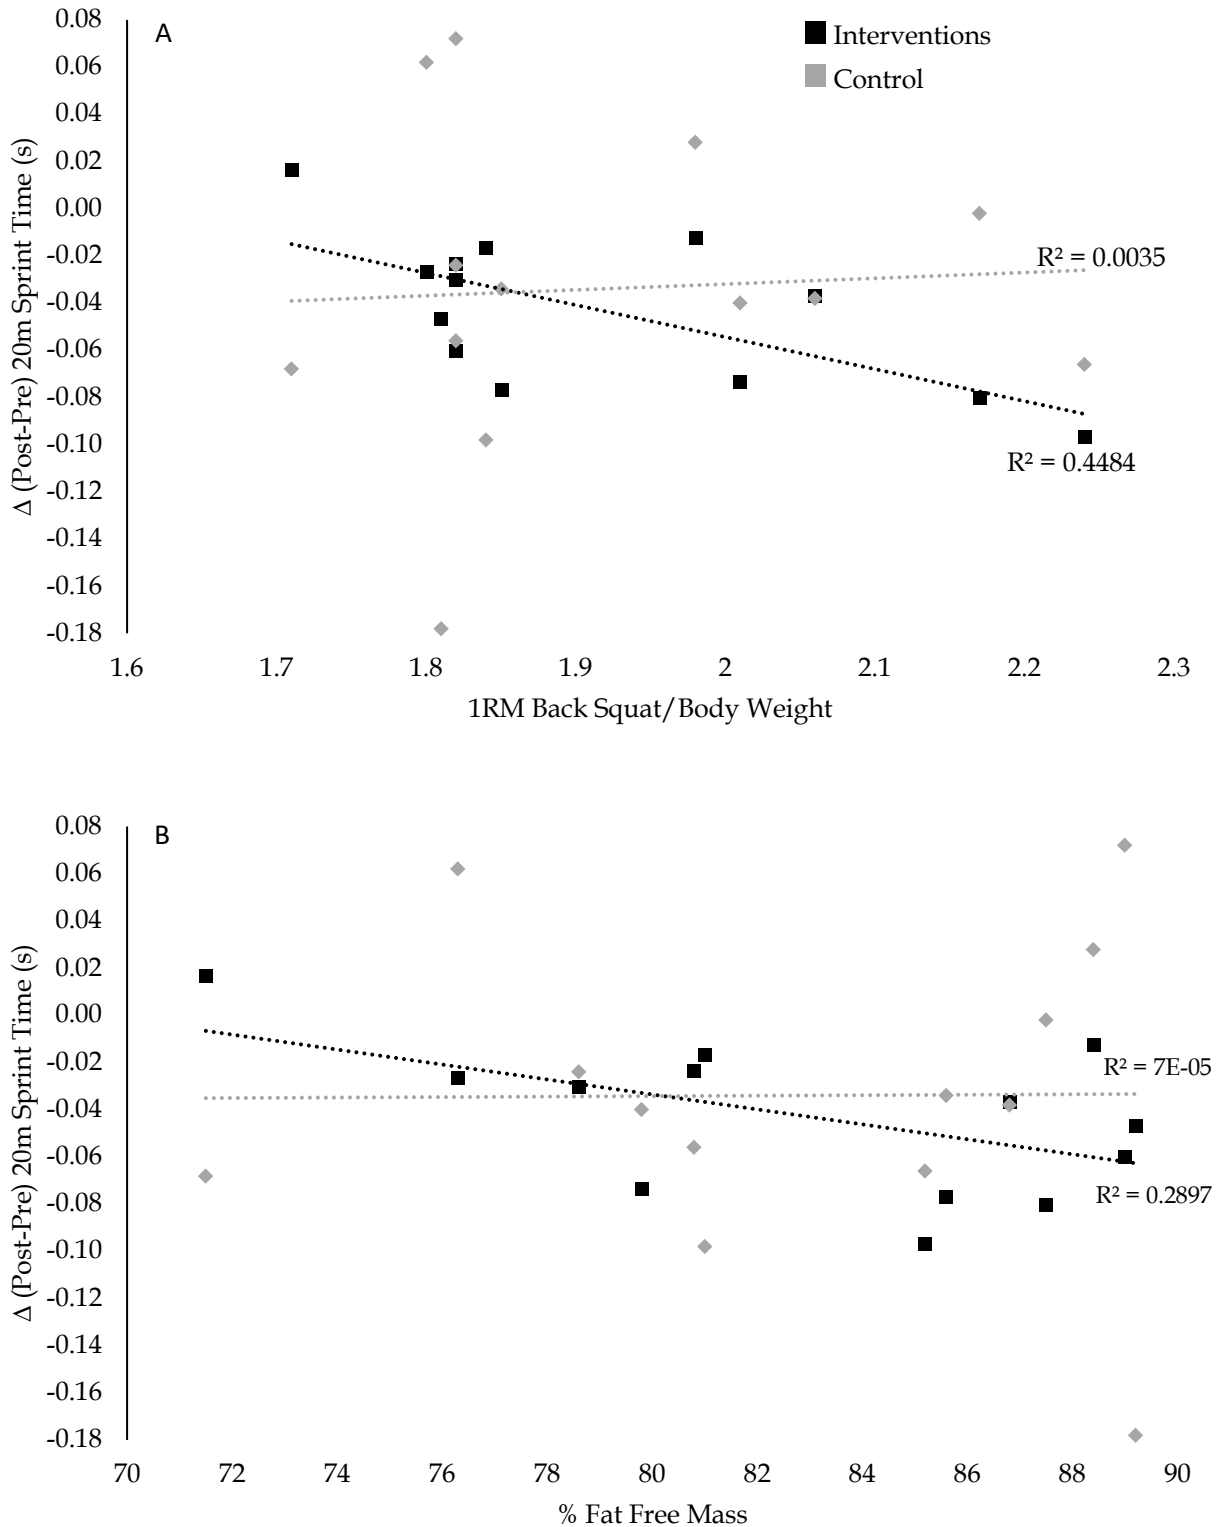 A
Interventions
Control
0.08
0.06
0.04
0.02
0.00
-0.02
-0.04
-0.06
-0.08
-0.10
-0.12
-0.14
-0.16
-0.18
Δ (Post-Pre) 20m Sprint Time (s)
R² = 0.0035
R² = 0.4484
1.6 1.7 1.8 1.9 2 2.1 2.2 2.3
1RM Back Squat/Body Weight
B
0.08
0.06
0.04
0.02
0.00
-0.02
-0.04
-0.06
-0.08
-0.10
-0.12
-0.14
-0.16
-0.18
Δ (Post-Pre) 20m Sprint Time (s)
R² = 7E-05
R² = 0.2897
70 72 74 76 78 80 82 84 86 88 90
% Fat Free Mass